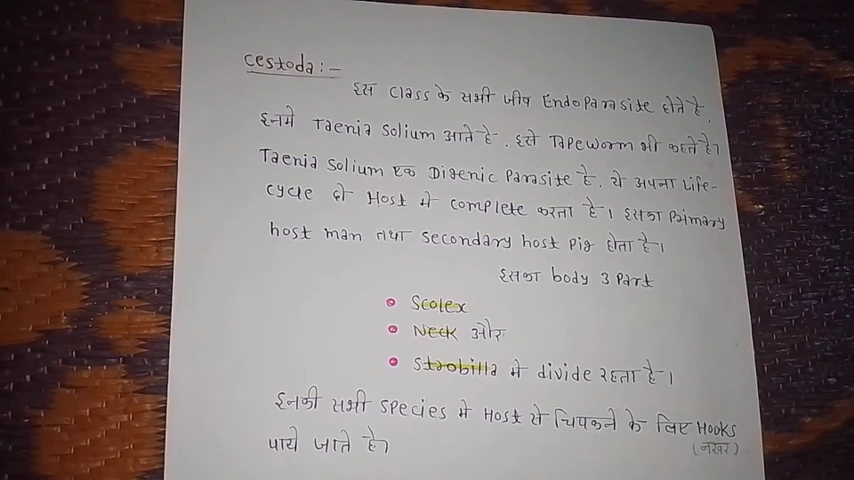 Cestoda:-
इस class के सभी जीव Endoparasite होते है,
इनमे Taenia Solium आते है. इसे Tapeworm भी कहते है।
Taenia Solium एक Digenic Parasite है. ये अपना Life-
cycle दो Host मे complete करता है। इसका Primary
host man तथा Secondary host Pig होता है।
इसका body 3 Part
Scolex
Neck और
Strobilla मे divide रहता है।
इनकी सभी Species मे Host से चिपकने के लिए Hooks
पाये जाते है। (नखर)